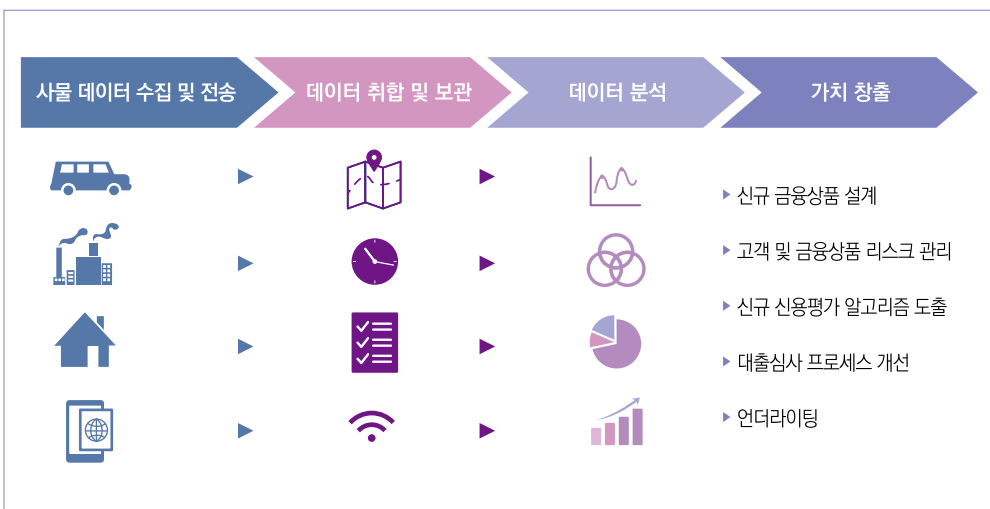 사물 데이터 수집 및 전송
데이터 취합 및 보관
데이터 분석
가치 창출
신규 금융상품 설계
고객 및 금융상품 리스크 관리
신규 신용평가 알고리즘 도출
대출심사 프로세스 개선
언더라이팅